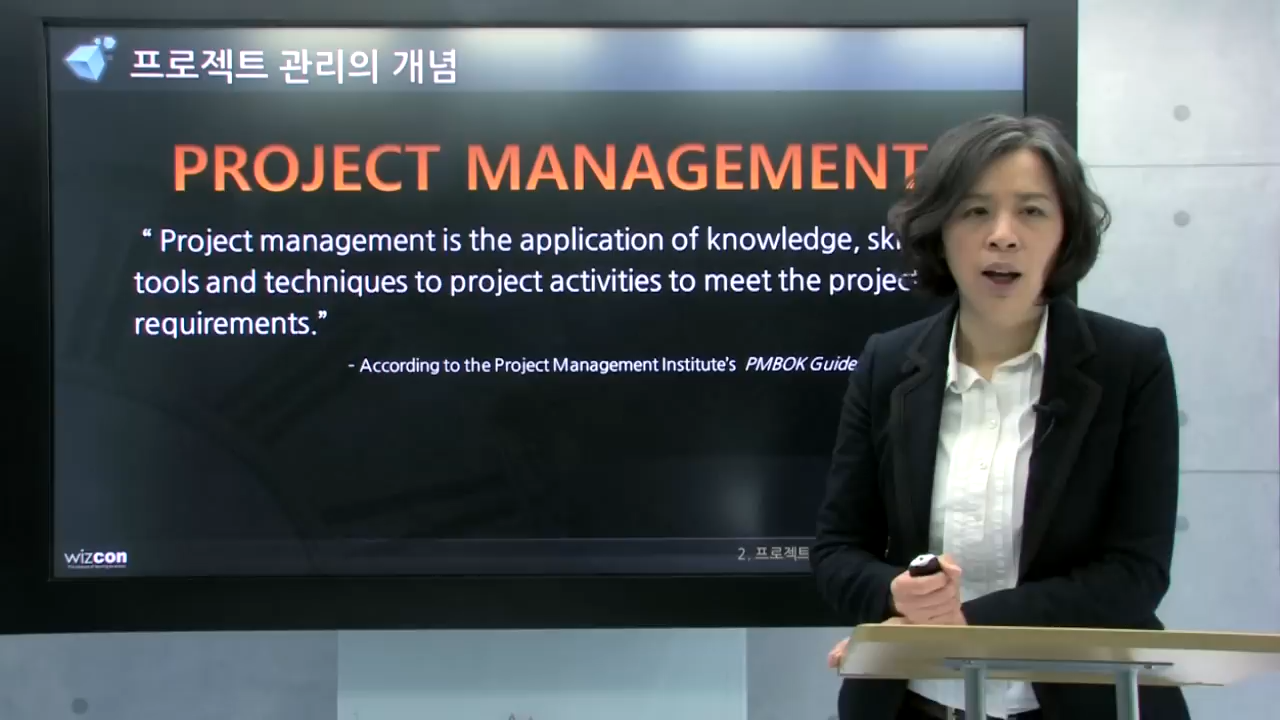 프로젝트 관리의 개념
PROJECT MANAGEMENT
“ Project management is the application of knowledge,
tools and techniques to project activities to meet the
requirements.”
- According to the Project Management Institute's PMBOK Guide
wizcon
2. 프로젝트